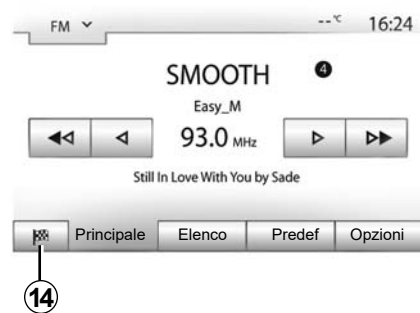 FM --°C 16:24
SMOOTH 4
Easy_M
93.0 MHz
Still In Love With You by Sade
Principale Elenco Predef Opzioni
14